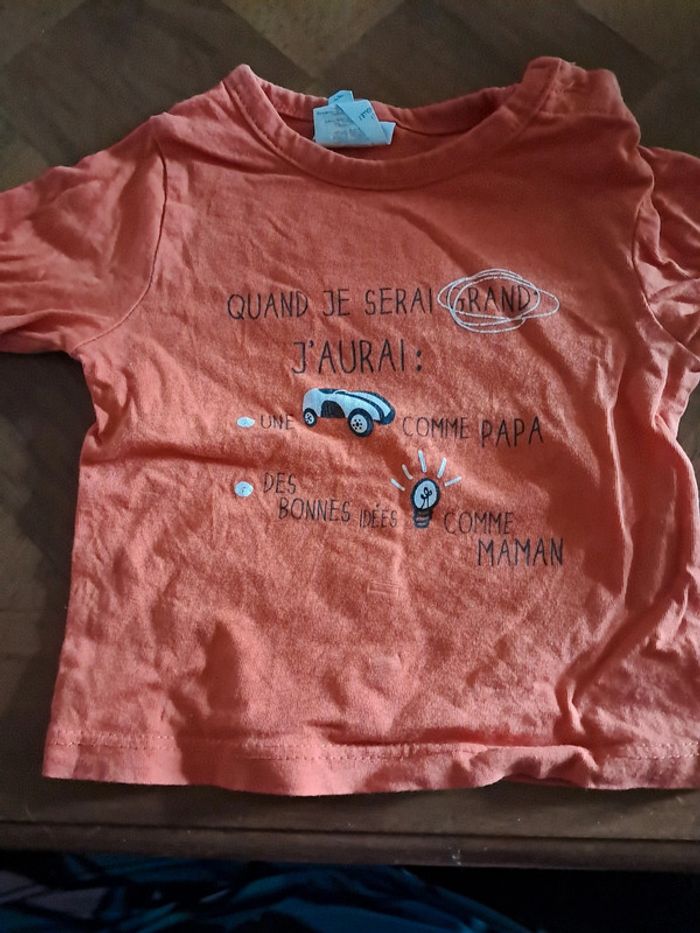 QUAND JE SERAI GRAND
J'AURAI :
UNE COMME PAPA
DES
BONNES IDÉES COMME
MAMAN